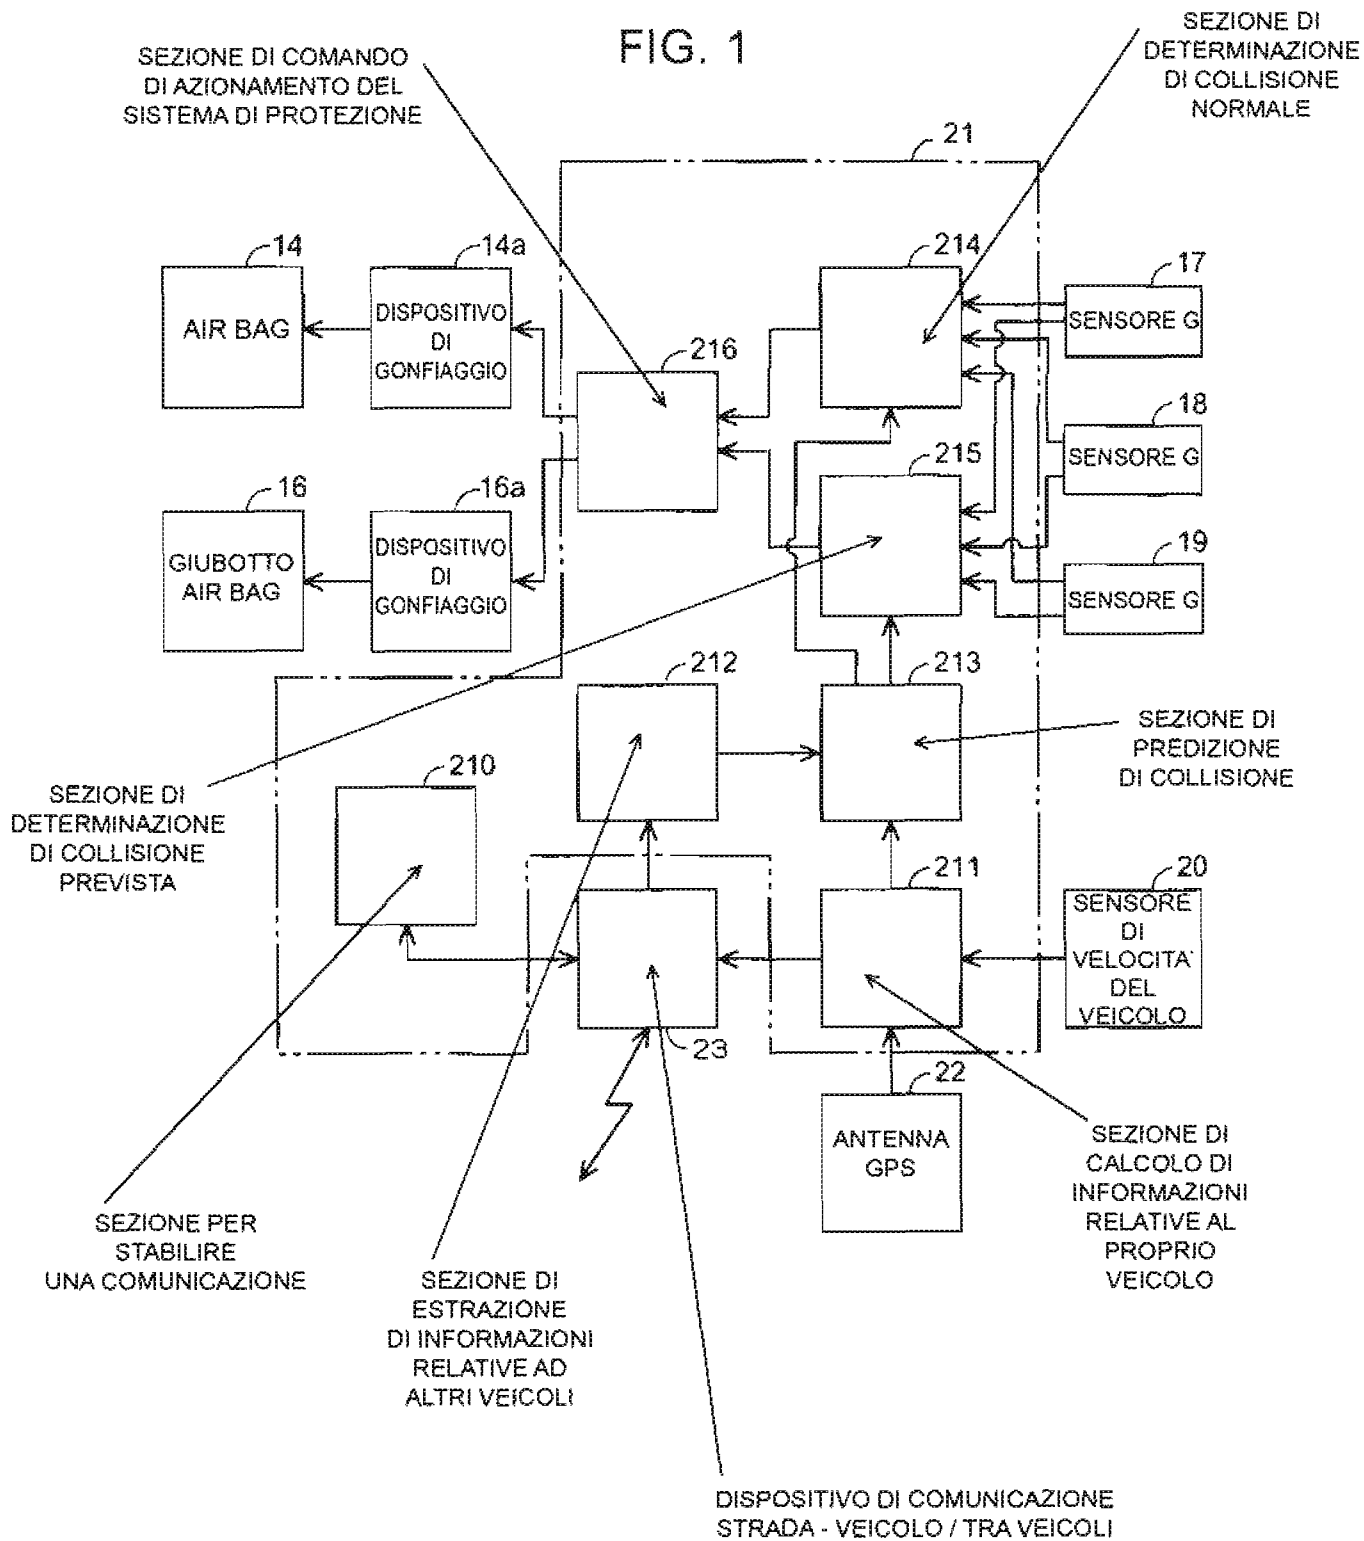 FIG. 1
SEZIONE DI COMANDO
DI AZIONAMENTO DEL
SISTEMA DI PROTEZIONE
SEZIONE DI
DETERMINAZIONE
DI COLLISIONE
NORMALE
21
14
AIR BAG
14a
DISPOSITIVO
DI
GONFIAGGIO
216
214
17
SENSORE G
18
SENSORE G
16
GIUBOTTO
AIR BAG
16a
DISPOSITIVO
DI
GONFIAGGIO
215
19
SENSORE G
212
213
SEZIONE DI
PREDIZIONE
DI COLLISIONE
SEZIONE DI
DETERMINAZIONE
DI COLLISIONE
PREVISTA
210
211
20
SENSORE
DI
VELOCITA'
DEL
VEICOLO
23
22
ANTENNA
GPS
SEZIONE DI
CALCOLO DI
INFORMAZIONI
RELATIVE AL
PROPRIO
VEICOLO
SEZIONE PER
STABILIRE
UNA COMUNICAZIONE
SEZIONE DI
ESTRAZIONE
DI INFORMAZIONI
RELATIVE AD
ALTRI VEICOLI
DISPOSITIVO DI COMUNICAZIONE
STRADA - VEICOLO / TRA VEICOLI